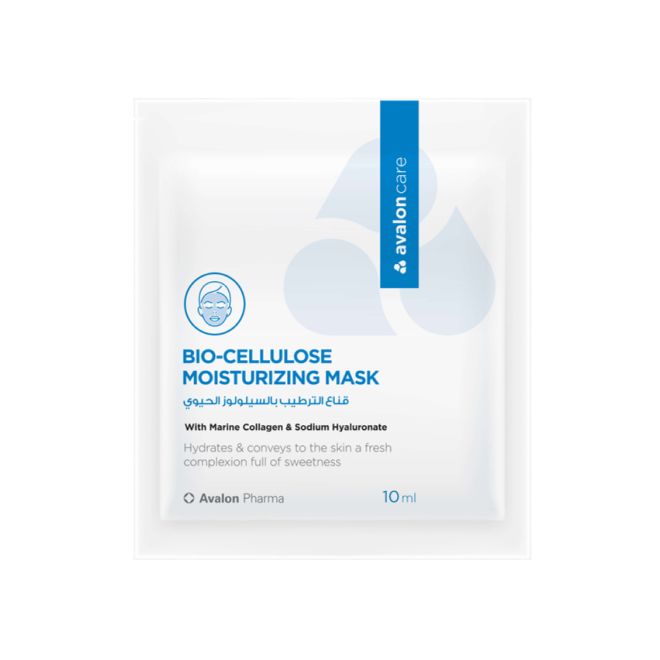 avalon care
BIO-CELLULOSE
MOISTURIZING MASK
قناع الترطيب بالسيلولوز الحيوي
With Marine Collagen & Sodium Hyaluronate
Hydrates & conveys to the skin a fresh
complexion full of sweetness
Avalon Pharma
10 ml